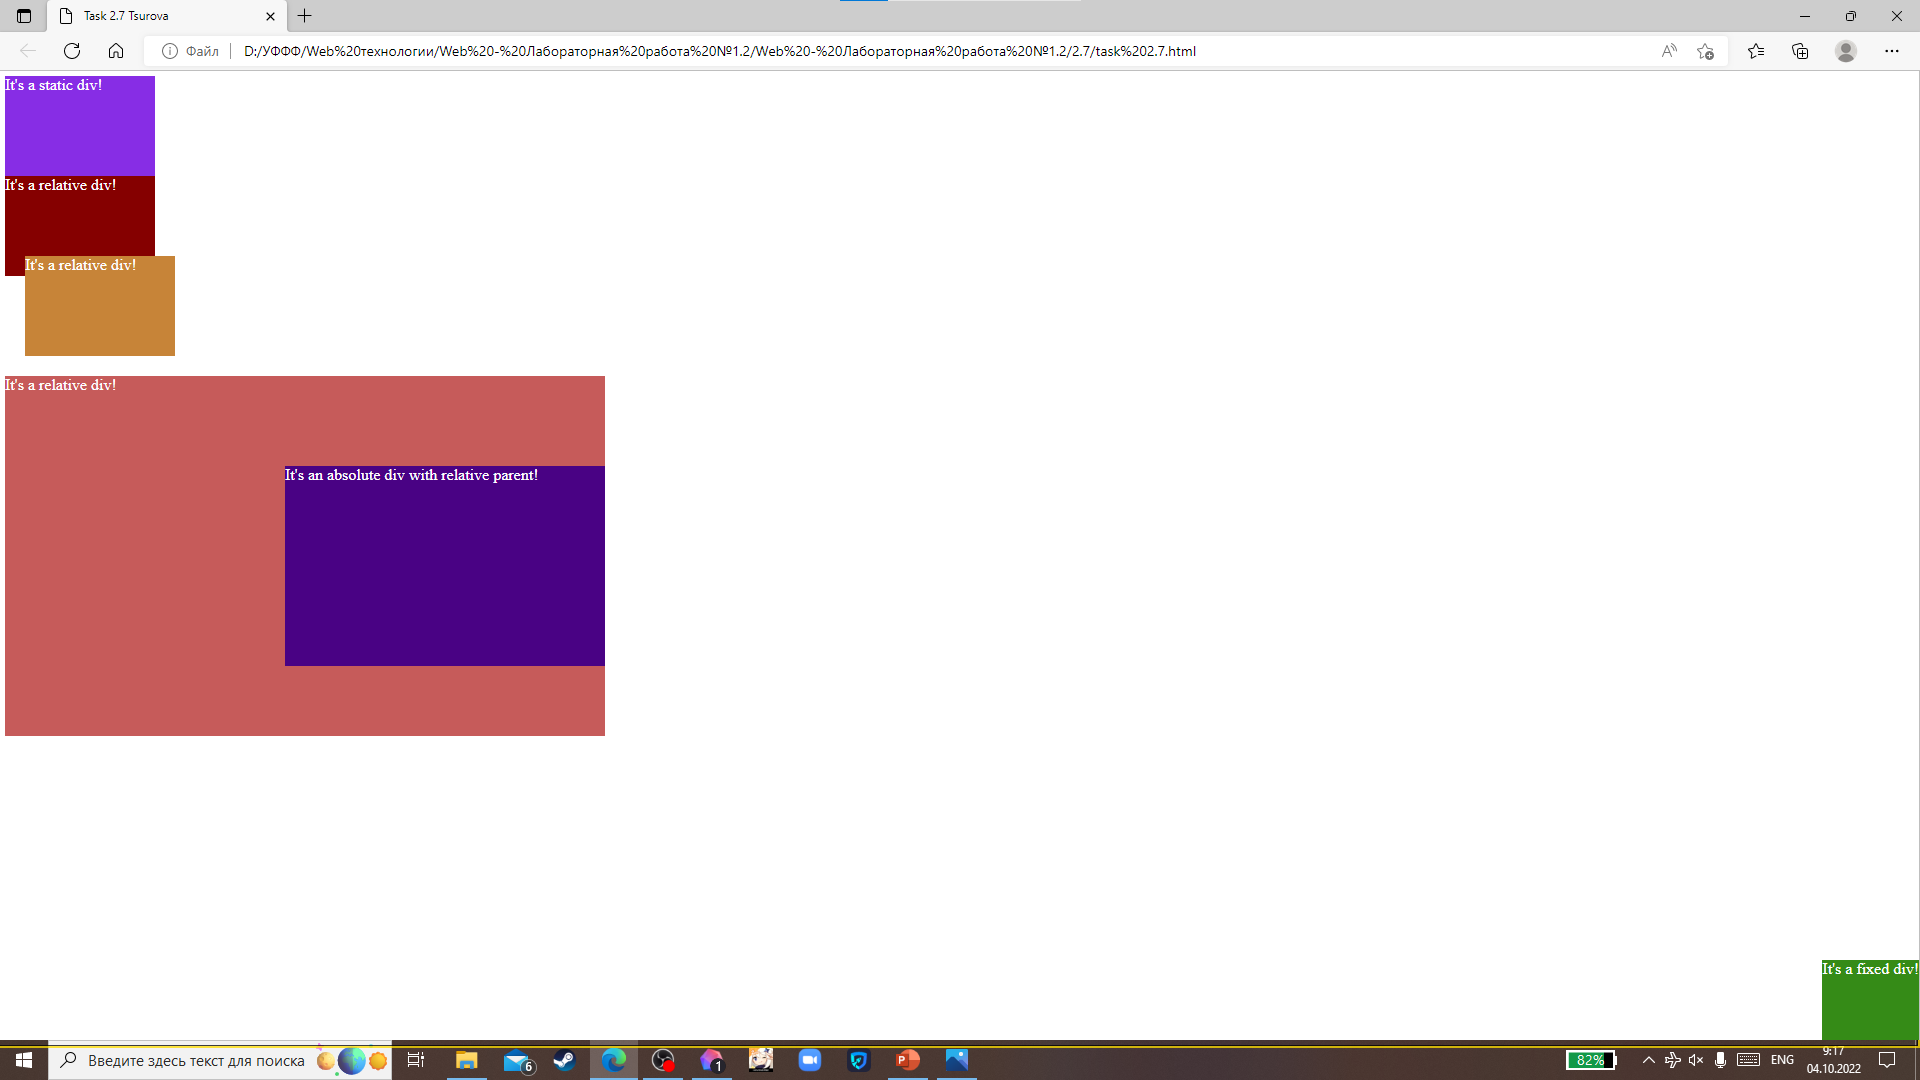 Task 2.7 Tsurova
Файл
D:/УФФФ/Web%20технологии/Web%20-%20Лабораторная%20работа%20№1.2/Web%20-%20Лабораторная%20работа%20№1.2/2.7/task%202.7.html
It's a static div!
It's a relative div!
It's a relative div!
It's a relative div!
It's an absolute div with relative parent!
It's a fixed div!
Введите здесь текст для поиска
6
1
82%
ENG
9:17
04.10.2022